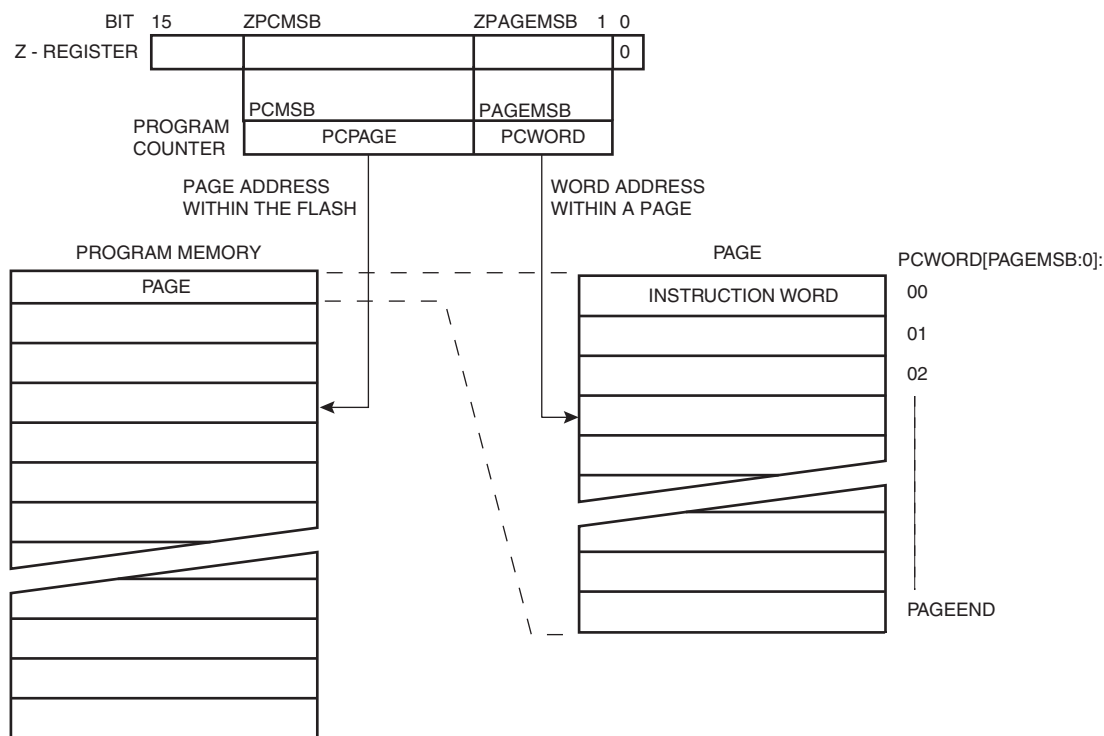 BIT 15 ZPCMSB ZPAGEMSB 1 0
Z - REGISTER 0
PCMSB PAGEMSB
PROGRAM
COUNTER
PCPAGE PCWORD
PAGE ADDRESS
WITHIN THE FLASH
WORD ADDRESS
WITHIN A PAGE
PROGRAM MEMORY
PAGE
PAGE
INSTRUCTION WORD
PCWORD[PAGEMSB:0]:
00
01
02
PAGEEND